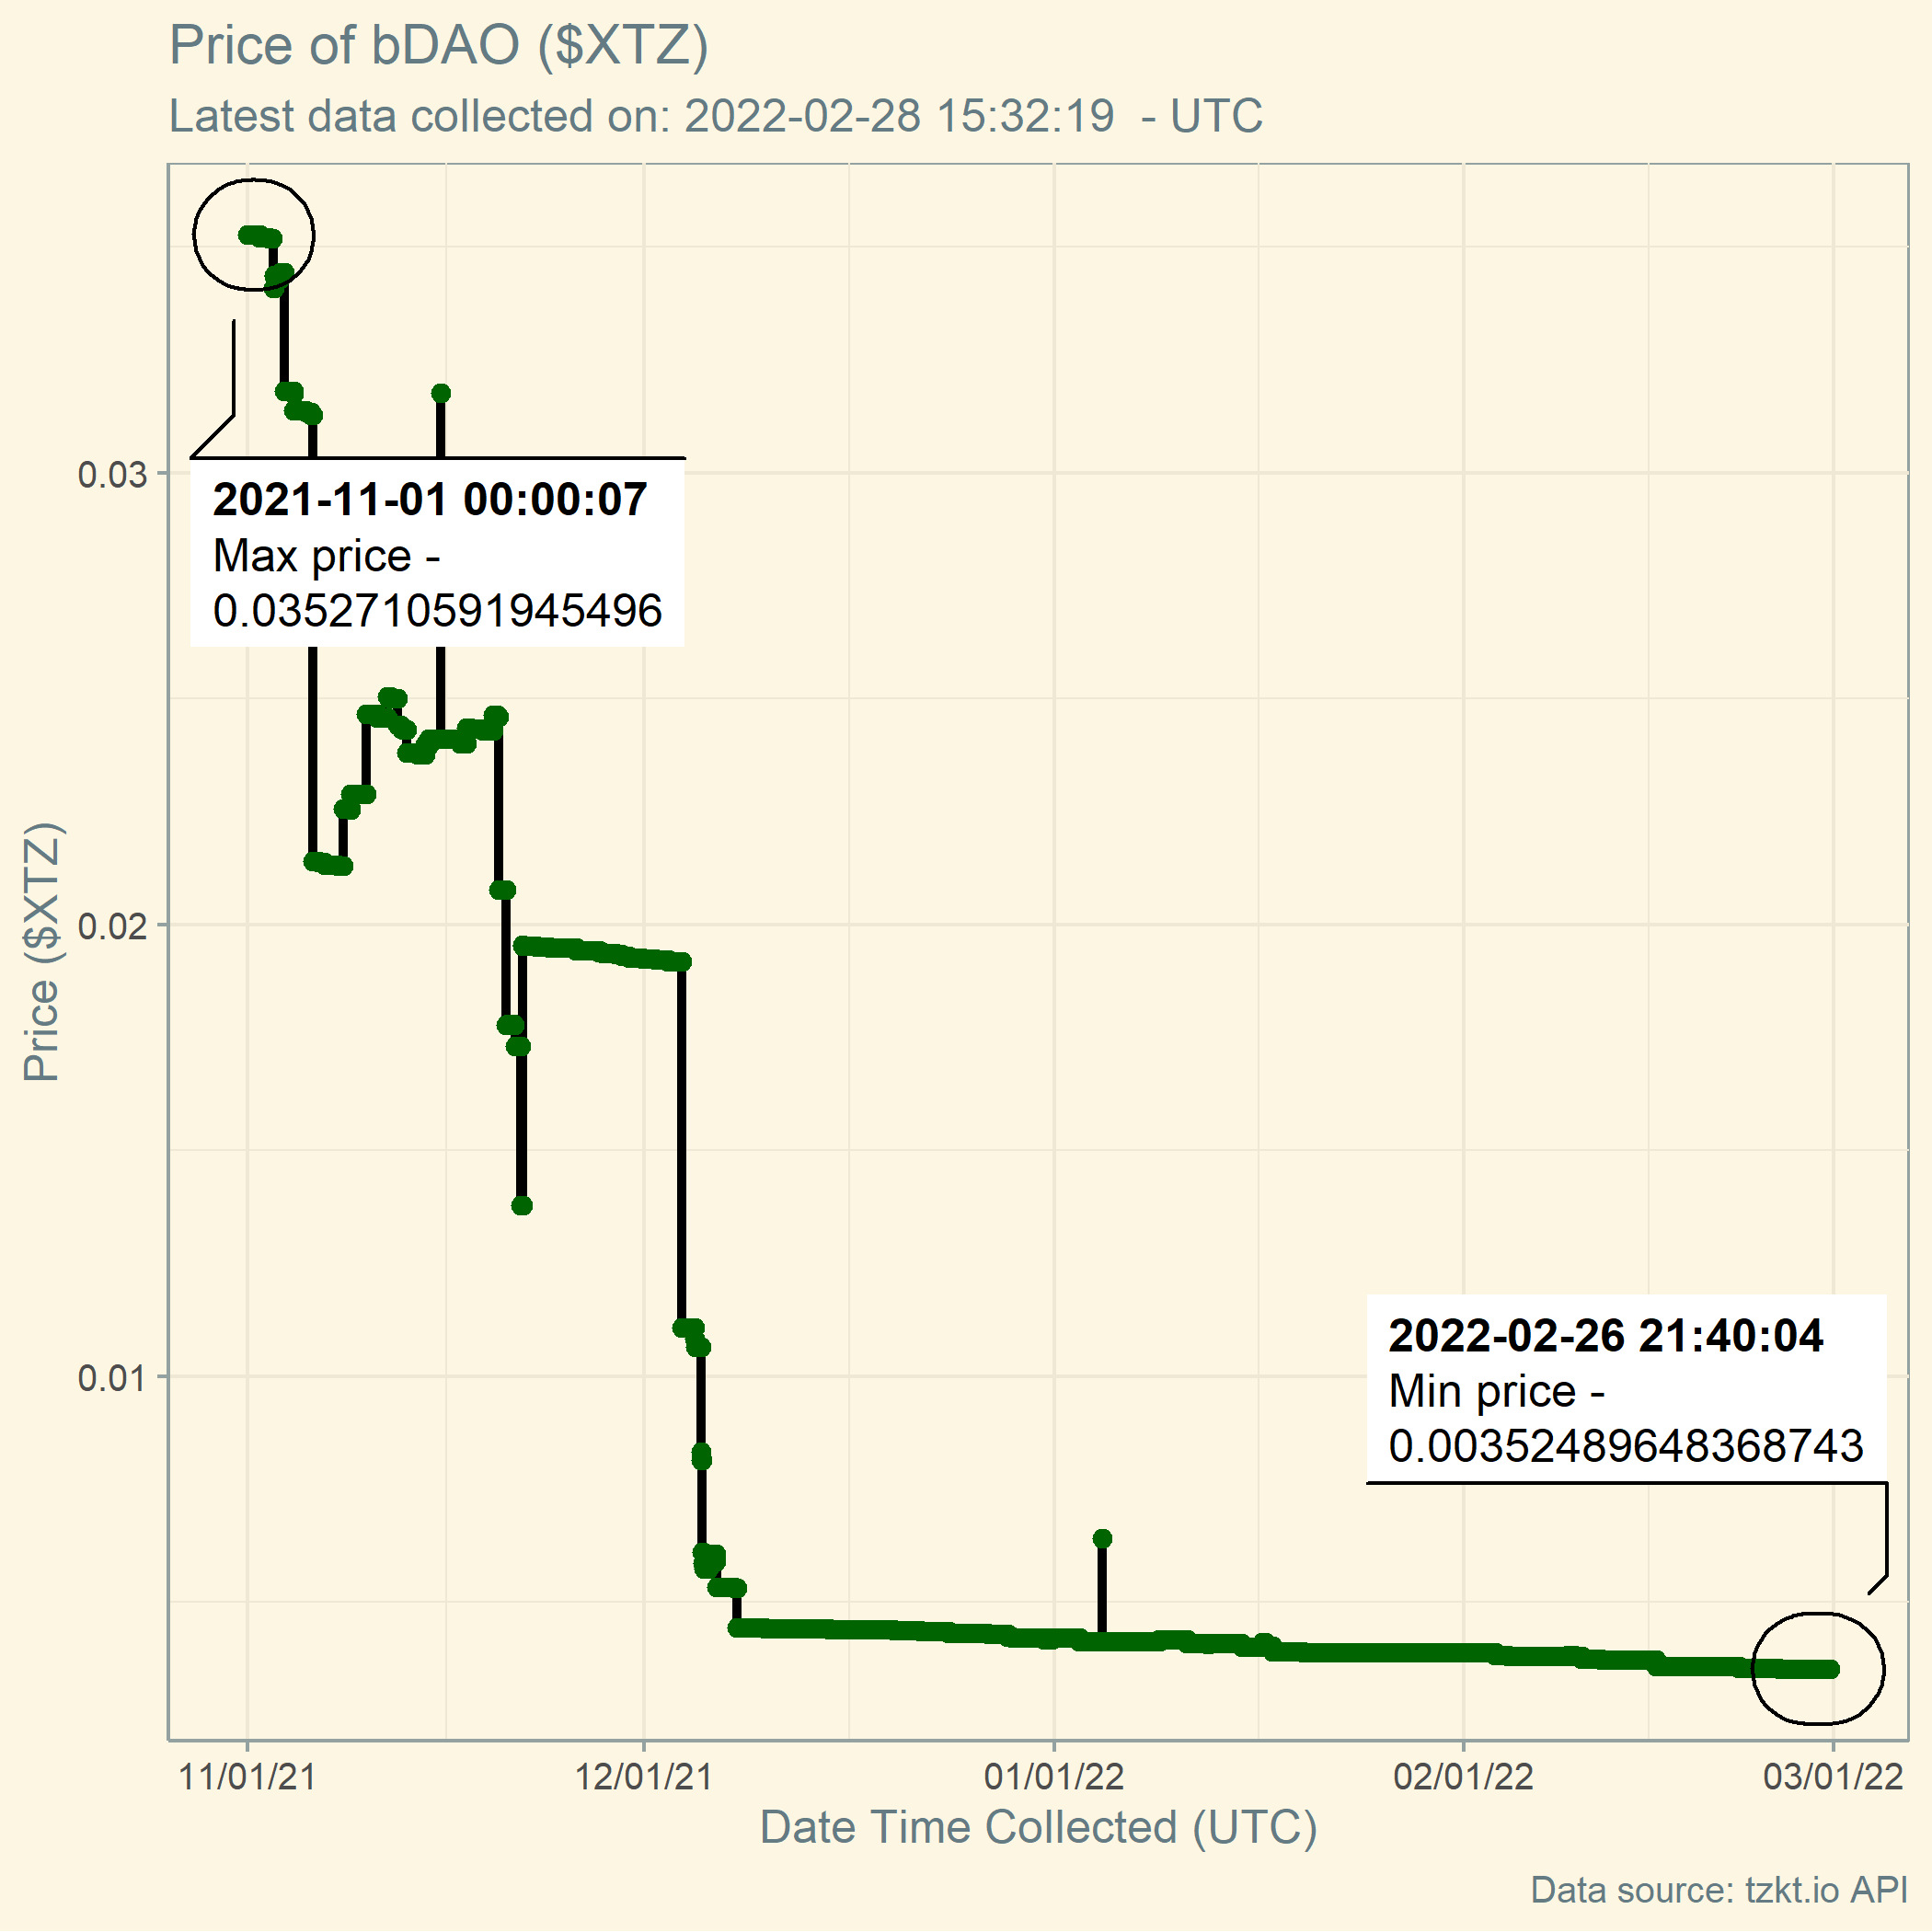 Price of bDAO ($XTZ)
Latest data collected on: 2022-02-28 15:32:19  - UTC
2021-11-01 00:00:07
Max price -
0.0352710591945496
0.03
0.02
0.01
Price ($XTZ)
2022-02-26 21:40:04
Min price -
0.00352489648368743
11/01/21
12/01/21
01/01/22
02/01/22
03/01/22
Date Time Collected (UTC)
Data source: tzkt.io API